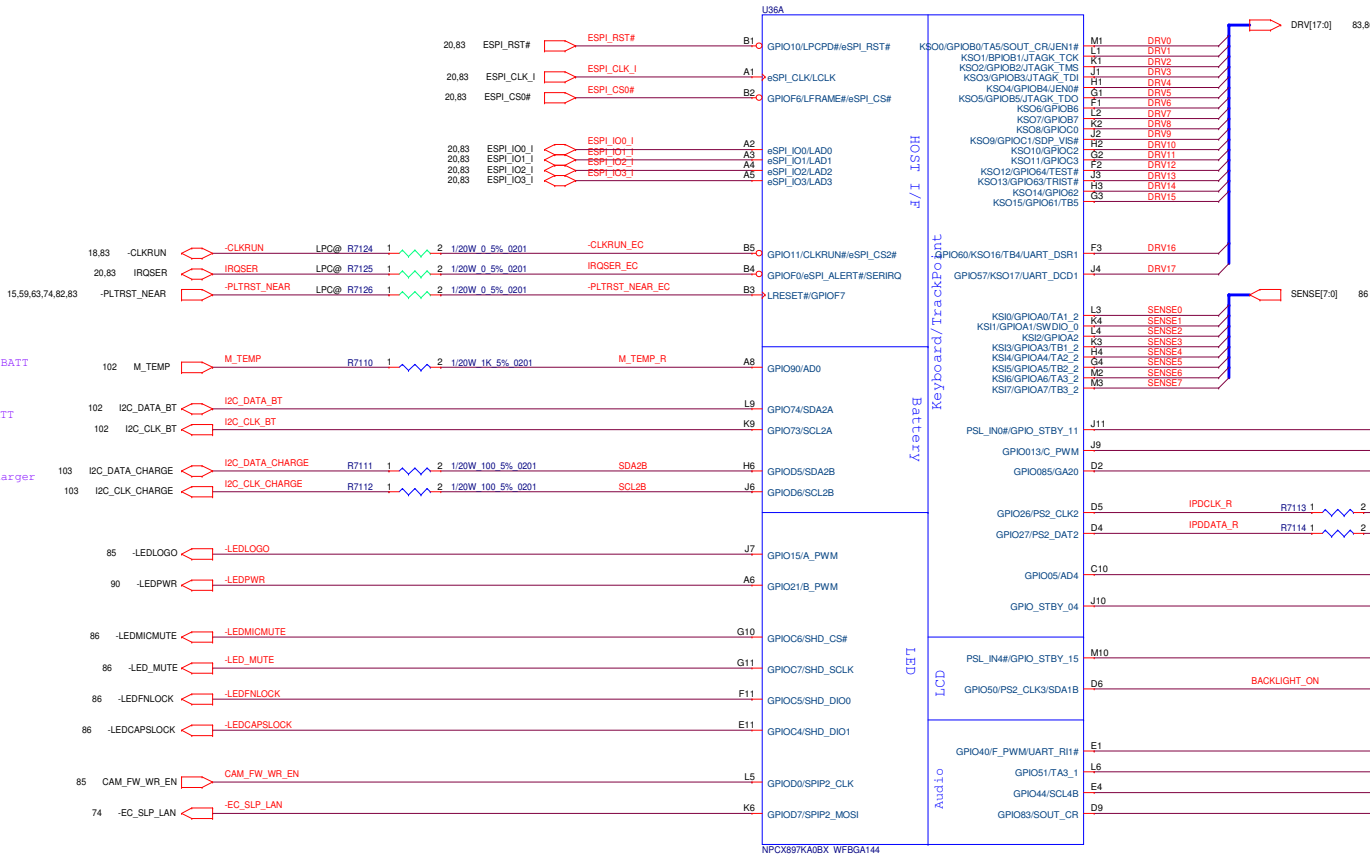 U36A
20,83 ESPI_RST# ESPI_RST# B1 GPIO10/LPCPD#/eSPI_RST#
20,83 ESPI_CLK_I ESPI_CLK_I A1 eSPI_CLK/LCLK
20,83 ESPI_CS0# ESPI_CS0# B2 GPIOF6/LFRAME#/eSPI_CS#
20,83 ESPI_IO0_I ESPI_IO0_I A2 eSPI_IO0/LAD0
20,83 ESPI_IO1_I ESPI_IO1_I A3 eSPI_IO1/LAD1
20,83 ESPI_IO2_I ESPI_IO2_I A4 eSPI_IO2/LAD2
20,83 ESPI_IO3_I ESPI_IO3_I A5 eSPI_IO3/LAD3
HOST I/F
18,83 -CLKRUN -CLKRUN LPC@ R7124 1 2 1/20W_0_5%_0201 -CLKRUN_EC B5 GPIO11/CLKRUN#/eSPI_CS2#
20,83 IRQSER IRQSER LPC@ R7125 1 2 1/20W_0_5%_0201 IRQSER_EC B4 GPIOF0/eSPI_ALERT#/SERIRQ
15,59,63,74,82,83 -PLTRST_NEAR -PLTRST_NEAR LPC@ R7126 1 2 1/20W_0_5%_0201 -PLTRST_NEAR_EC B3 LRESET#/GPIOF7
BATT
102 M_TEMP M_TEMP R7110 1 2 1/20W_1K_5%_0201 M_TEMP_R A8 GPIO90/AD0
TT
102 I2C_DATA_BT I2C_DATA_BT L9 GPIO74/SDA2A
102 I2C_CLK_BT I2C_CLK_BT K9 GPIO73/SCL2A
Battery
arger
103 I2C_DATA_CHARGE I2C_DATA_CHARGE R7111 1 2 1/20W_100_5%_0201 SDA2B H6 GPIOD5/SDA2B
103 I2C_CLK_CHARGE I2C_CLK_CHARGE R7112 1 2 1/20W_100_5%_0201 SCL2B J6 GPIOD6/SCL2B
85 -LEDLOGO -LEDLOGO J7 GPIO15/A_PWM
90 -LEDPWR -LEDPWR A6 GPIO21/B_PWM
86 -LEDMICMUTE -LEDMICMUTE G10 GPIOC6/SHD_CS#
86 -LED_MUTE -LED_MUTE G11 GPIOC7/SHD_SCLK
LED
86 -LEDFNLOCK -LEDFNLOCK F11 GPIOC5/SHD_DIO0
86 -LEDCAPSLOCK -LEDCAPSLOCK E11 GPIOC4/SHD_DIO1
85 CAM_FW_WR_EN CAM_FW_WR_EN L5 GPIOD0/SPIP2_CLK
74 -EC_SLP_LAN -EC_SLP_LAN K6 GPIOD7/SPIP2_MOSI
DRV[17:0] 83,8
KSO0/GPIOB0/TA5/SOUT_CR/JEN1# M1 DRV0
KSO1/BPIOB1/JTAGK_TCK L1 DRV1
KSO2/GPIOB2/JTAGK_TMS K1 DRV2
KSO3/GPIOB3/JTAGK_TDI J1 DRV3
KSO4/GPIOB4/JEN0# H1 DRV4
KSO5/GPIOB5/JTAGK_TDO G1 DRV5
KSO6/GPIOB6 F1 DRV6
KSO7/GPIOB7 L2 DRV7
KSO8/GPIOC0 K2 DRV8
KSO9/GPIOC1/SDP_VIS# J2 DRV9
KSO10/GPIOC2 H2 DRV10
KSO11/GPIOC3 G2 DRV11
KSO12/GPIO64/TEST# F2 DRV12
KSO13/GPIO63/TRIST# J3 DRV13
KSO14/GPIO62 H3 DRV14
KSO15/GPIO61/TB5 G3 DRV15
GPIO60/KSO16/TB4/UART_DSR1 F3 DRV16
GPIO57/KSO17/UART_DCD1 J4 DRV17
Keyboard/TrackPoint
SENSE[7:0] 86
KSI0/GPIOA0/TA1_2 L3 SENSE0
KSI1/GPIOA1/SWDIO_0 K4 SENSE1
KSI2/GPIOA2 L4 SENSE2
KSI3/GPIOA3/TB1_2 K3 SENSE3
KSI4/GPIOA4/TA2_2 H4 SENSE4
KSI5/GPIOA5/TB2_2 G4 SENSE5
KSI6/GPIOA6/TA3_2 M2 SENSE6
KSI7/GPIOA7/TB3_2 M3 SENSE7
PSL_IN0#/GPIO_STBY_11 J11
GPIO013/C_PWM J9
GPIO085/GA20 D2
GPIO26/PS2_CLK2 D5 IPDCLK_R R7113 1 2
GPIO27/PS2_DAT2 D4 IPDDATA_R R7114 1 2
GPIO05/AD4 C10
GPIO_STBY_04 J10
LCD
PSL_IN4#/GPIO_STBY_15 M10
GPIO50/PS2_CLK3/SDA1B D6 BACKLIGHT_ON
Audio
GPIO40/F_PWM/UART_RI1# E1
GPIO51/TA3_1 L6
GPIO44/SCL4B E4
GPIO83/SOUT_CR D9
NPCX897KA0BX_WFBGA144